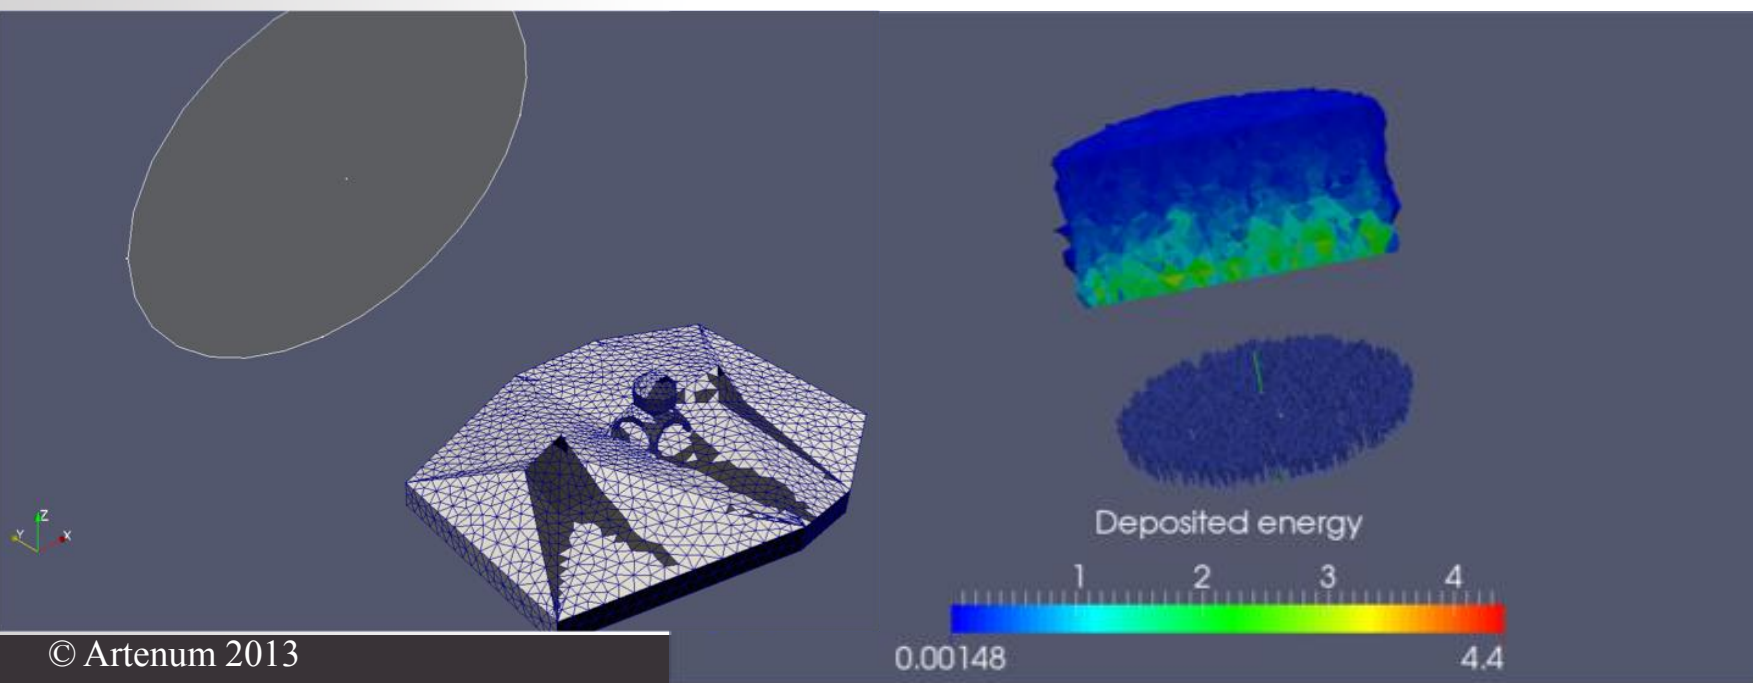 Z
Y
X
© Artenum 2013
Deposited energy
1 2 3 4
0.00148 4.4